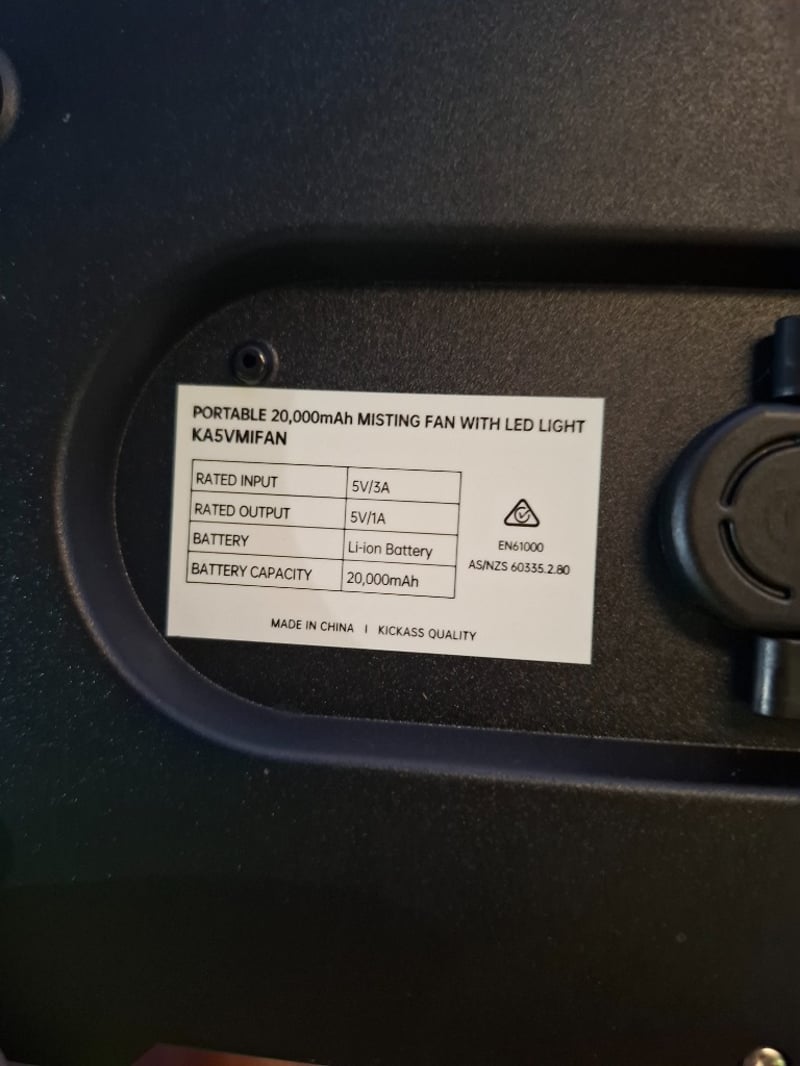 PORTABLE 20,000mAh MISTING FAN WITH LED LIGHT
KA5VMIFAN
RATED INPUT 5V/3A
RATED OUTPUT 5V/1A
BATTERY Li-ion Battery
BATTERY CAPACITY 20,000mAh
EN61000
AS/NZS 60335.2.80
MADE IN CHINA | KICKASS QUALITY